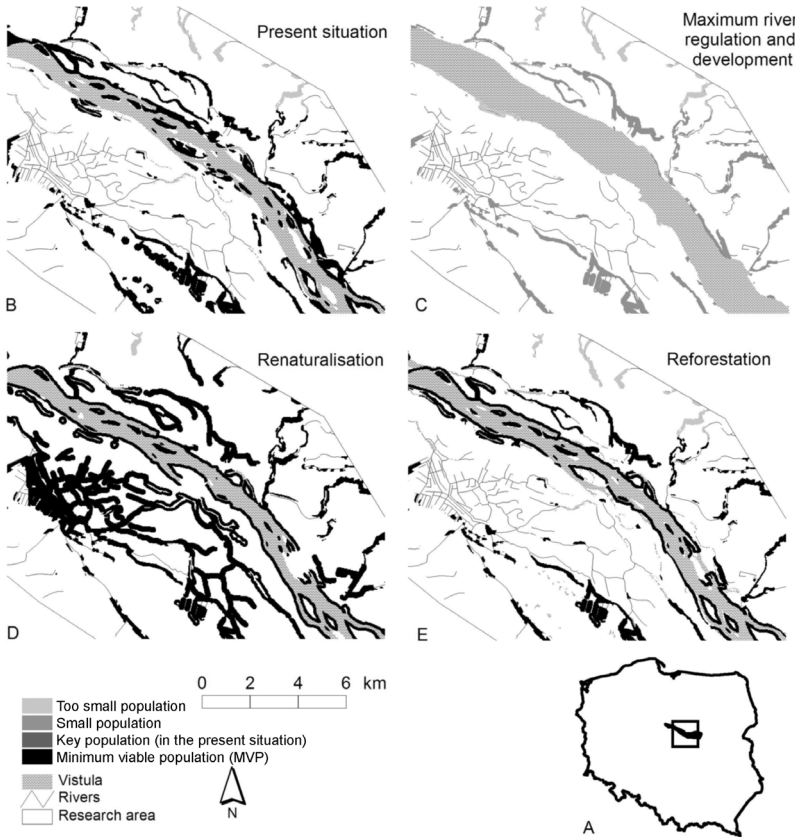 Present situation
B
Maximum river
regulation and
development
C
Renaturalisation
D
Reforestation
E
0 2 4 6 km
Too small population
Small population
Key population (in the present situation)
Minimum viable population (MVP)
Vistula
Rivers
Research area
N
A